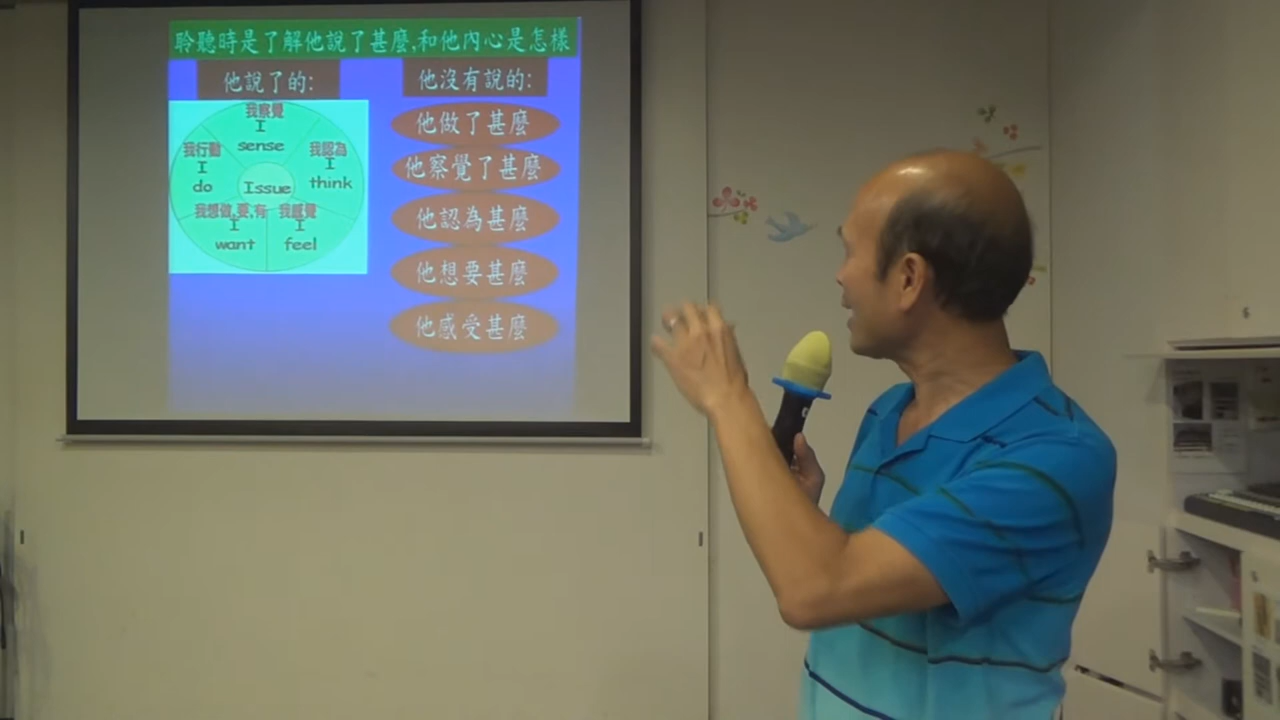 聆聽時是了解他說了甚麼,和他內心是怎樣
他說了的:
我察覺
I
sense
我行動
I
do
我認為
I
think
Issue
我想做,要,有
I
want
我感覺
I
feel
他沒有說的:
他做了甚麼
他察覺了甚麼
他認為甚麼
他想要甚麼
他感受甚麼